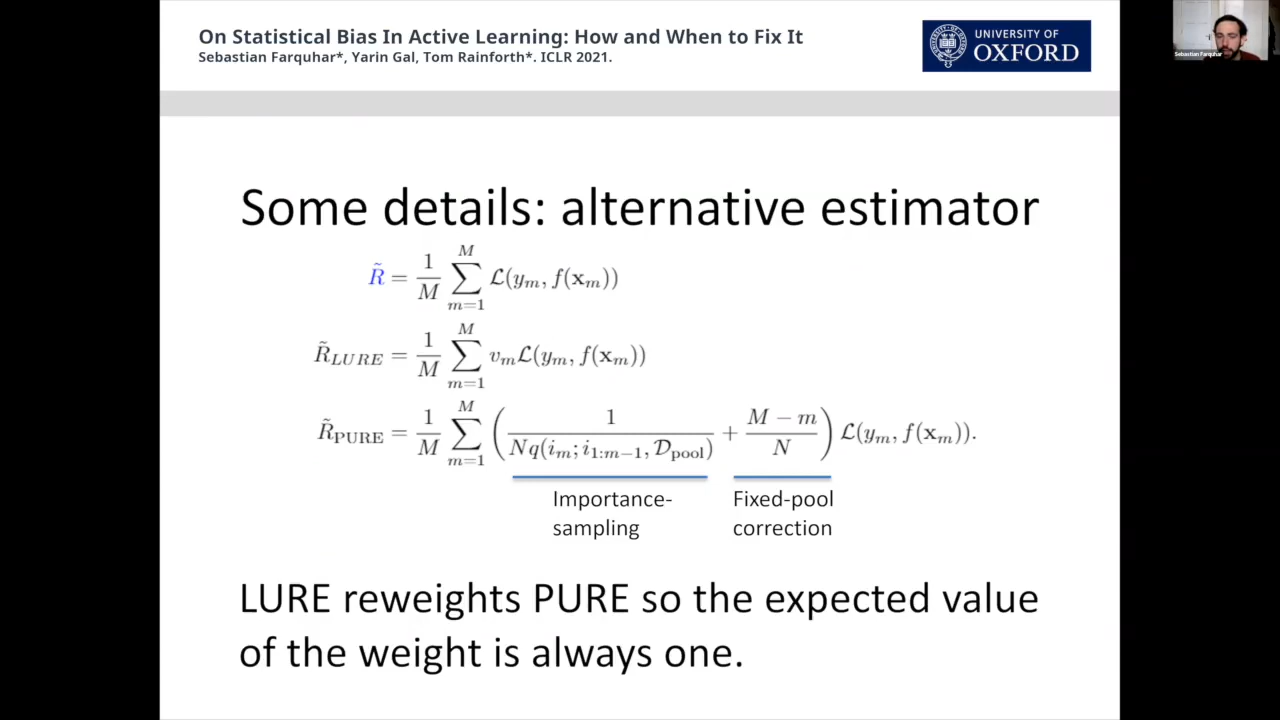 On Statistical Bias In Active Learning: How and When to Fix It
Sebastian Farquhar*, Yarin Gal, Tom Rainforth*. ICLR 2021.
UNIVERSITY OF
OXFORD
Sebastian Farquhar
Some details: alternative estimator
R̃ = 1/M ∑_{m=1}^{M} ℒ(y_m, f(x_m))
R̃_LURE = 1/M ∑_{m=1}^{M} v_m ℒ(y_m, f(x_m))
R̃_PURE = 1/M ∑_{m=1}^{M} ( 1/(Nq(i_m; i_{1:m−1}, 𝒟_pool)) + (M − m)/N ) ℒ(y_m, f(x_m)).
Importance-
sampling
Fixed-pool
correction
LURE reweights PURE so the expected value
of the weight is always one.